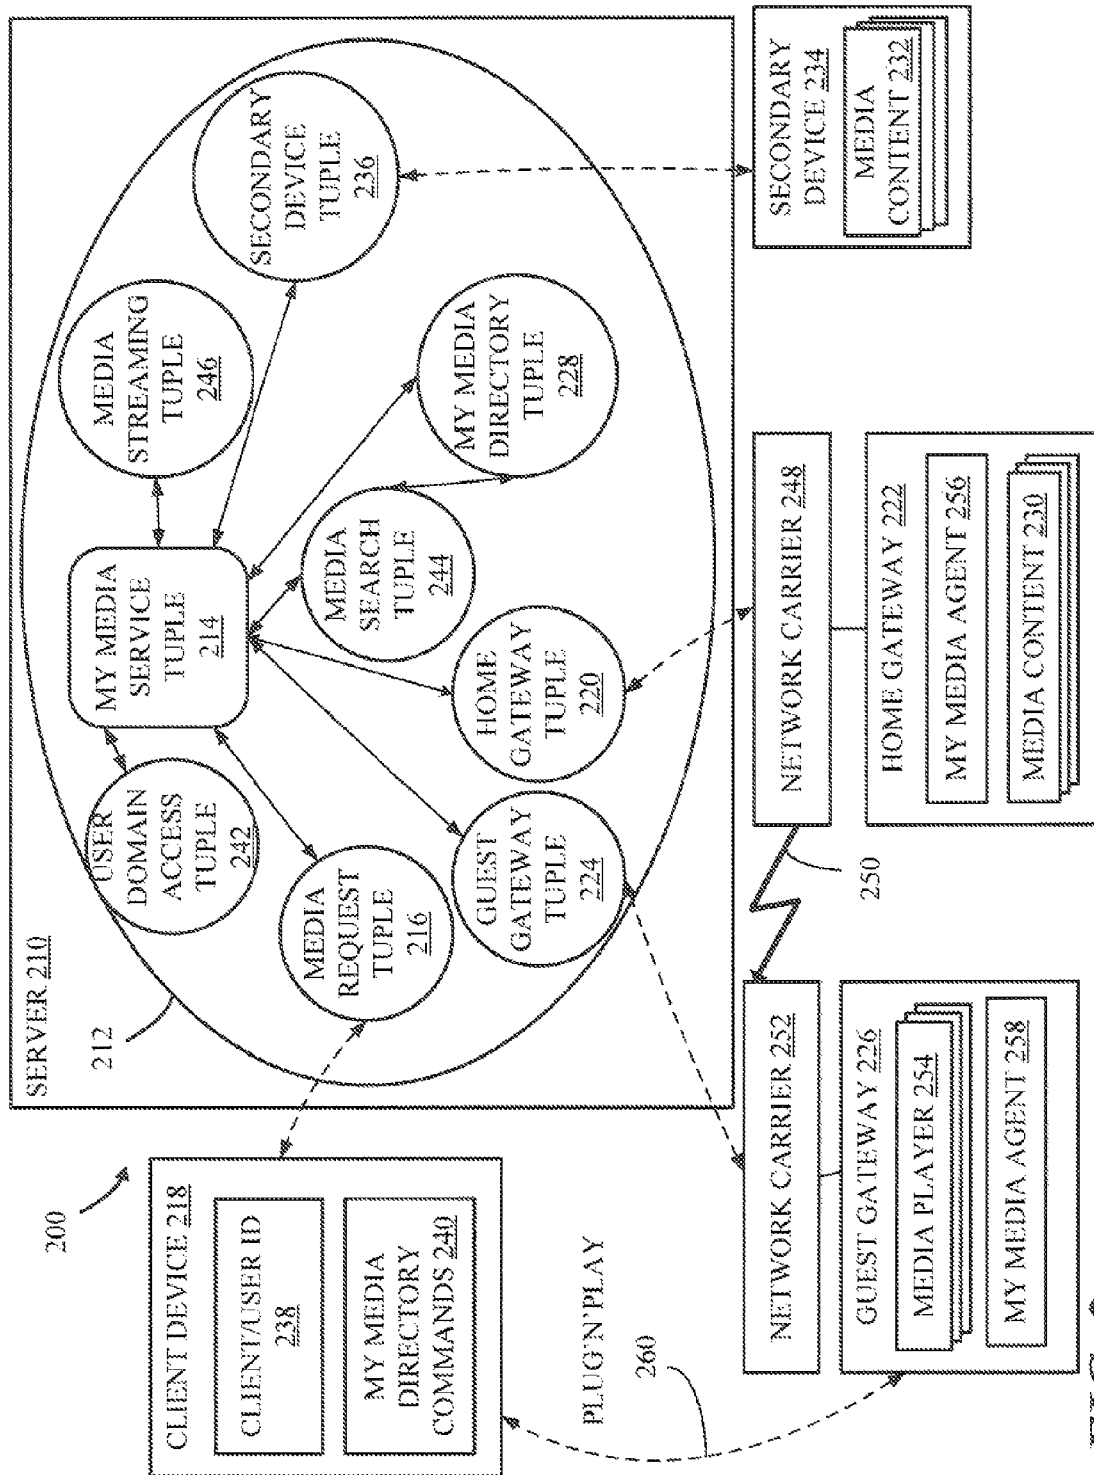 200
CLIENT DEVICE 218
CLIENT/USER ID
238
MY MEDIA
DIRECTORY
COMMANDS 240
PLUG'N'PLAY
260
SERVER 210
212
USER
DOMAIN
ACCESS
TUPLE
242
MY MEDIA
SERVICE
TUPLE
214
MEDIA
STREAMING
TUPLE
246
SECONDARY
DEVICE
TUPLE
236
MEDIA
REQUEST
TUPLE
216
MEDIA
SEARCH
TUPLE
244
MY MEDIA
DIRECTORY
TUPLE
228
GUEST
GATEWAY
TUPLE
224
HOME
GATEWAY
TUPLE
220
NETWORK CARRIER 252
GUEST GATEWAY 226
MEDIA PLAYER 254
MY MEDIA AGENT 258
250
NETWORK CARRIER 248
HOME GATEWAY 222
MY MEDIA AGENT 256
MEDIA CONTENT 230
SECONDARY
DEVICE 234
MEDIA
CONTENT 232